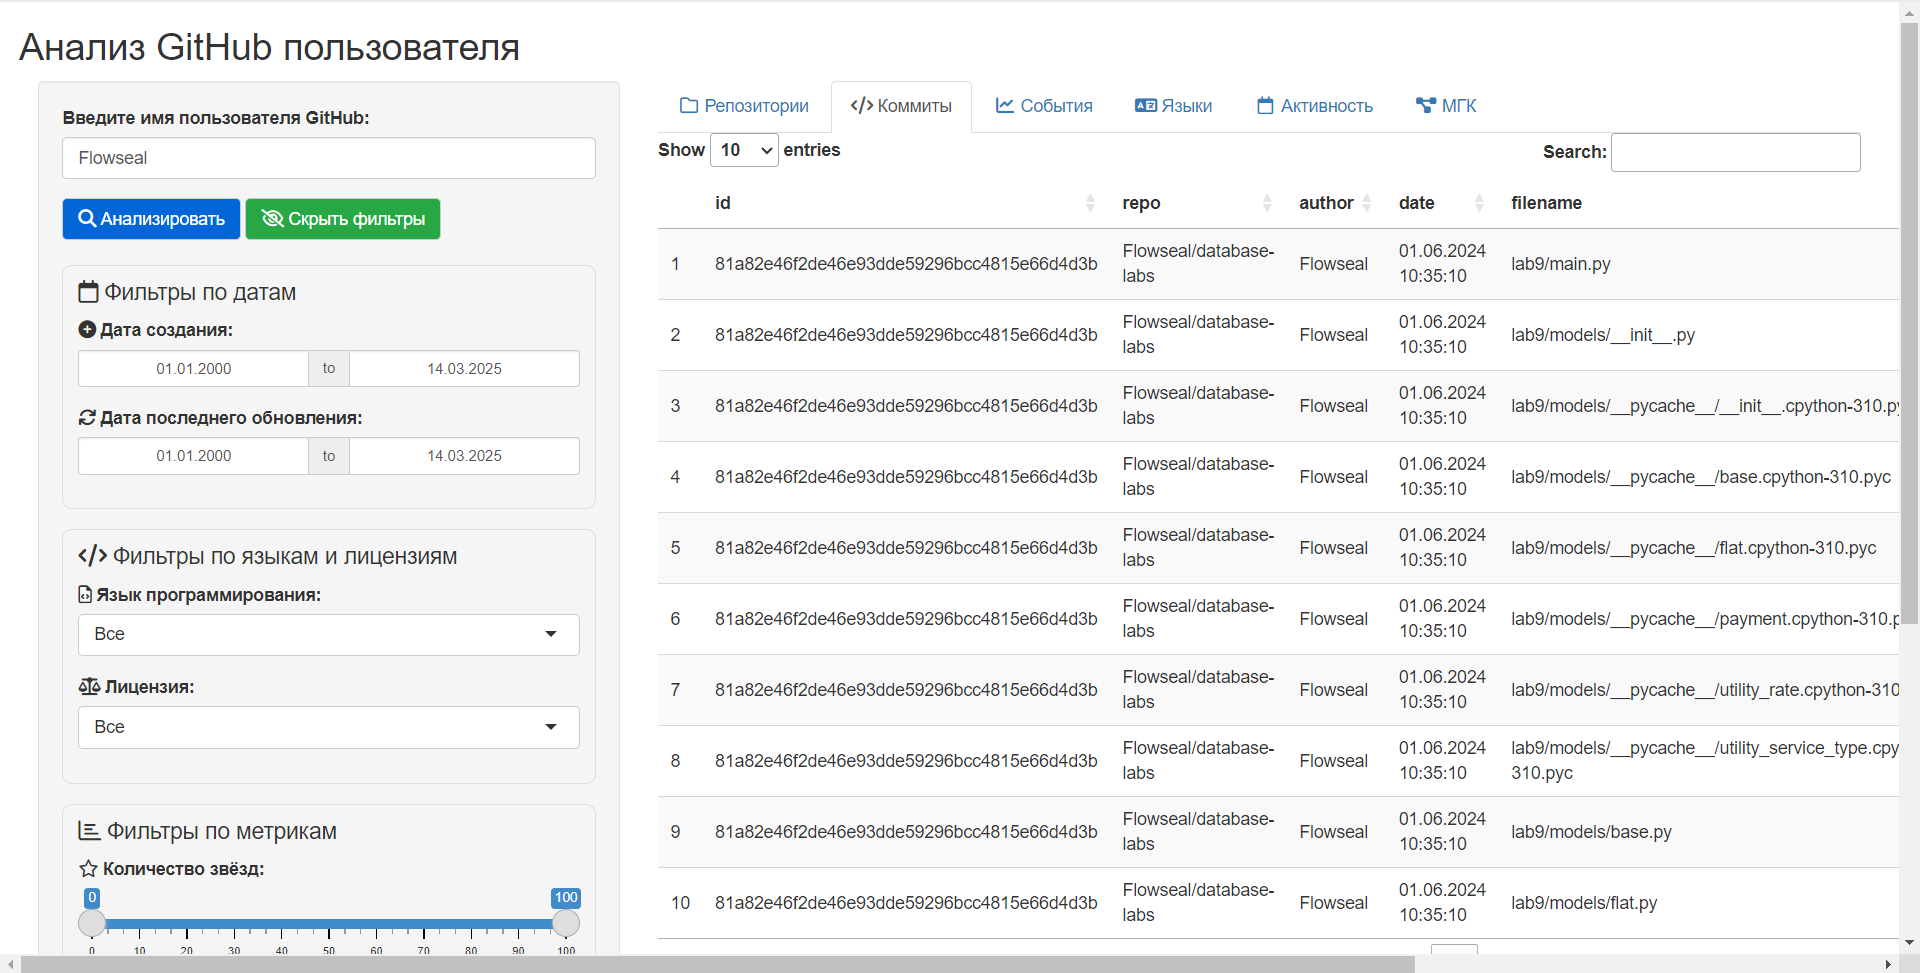 Анализ GitHub пользователя
Введите имя пользователя GitHub:
Flowseal
Анализировать
Скрыть фильтры
Фильтры по датам
Дата создания:
01.01.2000 to 14.03.2025
Дата последнего обновления:
01.01.2000 to 14.03.2025
Фильтры по языкам и лицензиям
Язык программирования:
Все
Лицензия:
Все
Фильтры по метрикам
Количество звёзд:
0 100
0 10 20 30 40 50 60 70 80 90 100
Репозитории Коммиты События Языки Активность МГК
Show 10 entries
Search:
id repo author date filename
1 81a82e46f2de46e93dde59296bcc4815e66d4d3b Flowseal/database-labs Flowseal 01.06.2024 10:35:10 lab9/main.py
2 81a82e46f2de46e93dde59296bcc4815e66d4d3b Flowseal/database-labs Flowseal 01.06.2024 10:35:10 lab9/models/__init__.py
3 81a82e46f2de46e93dde59296bcc4815e66d4d3b Flowseal/database-labs Flowseal 01.06.2024 10:35:10 lab9/models/__pycache__/__init__.cpython-310.py
4 81a82e46f2de46e93dde59296bcc4815e66d4d3b Flowseal/database-labs Flowseal 01.06.2024 10:35:10 lab9/models/__pycache__/base.cpython-310.pyc
5 81a82e46f2de46e93dde59296bcc4815e66d4d3b Flowseal/database-labs Flowseal 01.06.2024 10:35:10 lab9/models/__pycache__/flat.cpython-310.pyc
6 81a82e46f2de46e93dde59296bcc4815e66d4d3b Flowseal/database-labs Flowseal 01.06.2024 10:35:10 lab9/models/__pycache__/payment.cpython-310.p
7 81a82e46f2de46e93dde59296bcc4815e66d4d3b Flowseal/database-labs Flowseal 01.06.2024 10:35:10 lab9/models/__pycache__/utility_rate.cpython-310
8 81a82e46f2de46e93dde59296bcc4815e66d4d3b Flowseal/database-labs Flowseal 01.06.2024 10:35:10 lab9/models/__pycache__/utility_service_type.cpy
310.pyc
9 81a82e46f2de46e93dde59296bcc4815e66d4d3b Flowseal/database-labs Flowseal 01.06.2024 10:35:10 lab9/models/base.py
10 81a82e46f2de46e93dde59296bcc4815e66d4d3b Flowseal/database-labs Flowseal 01.06.2024 10:35:10 lab9/models/flat.py